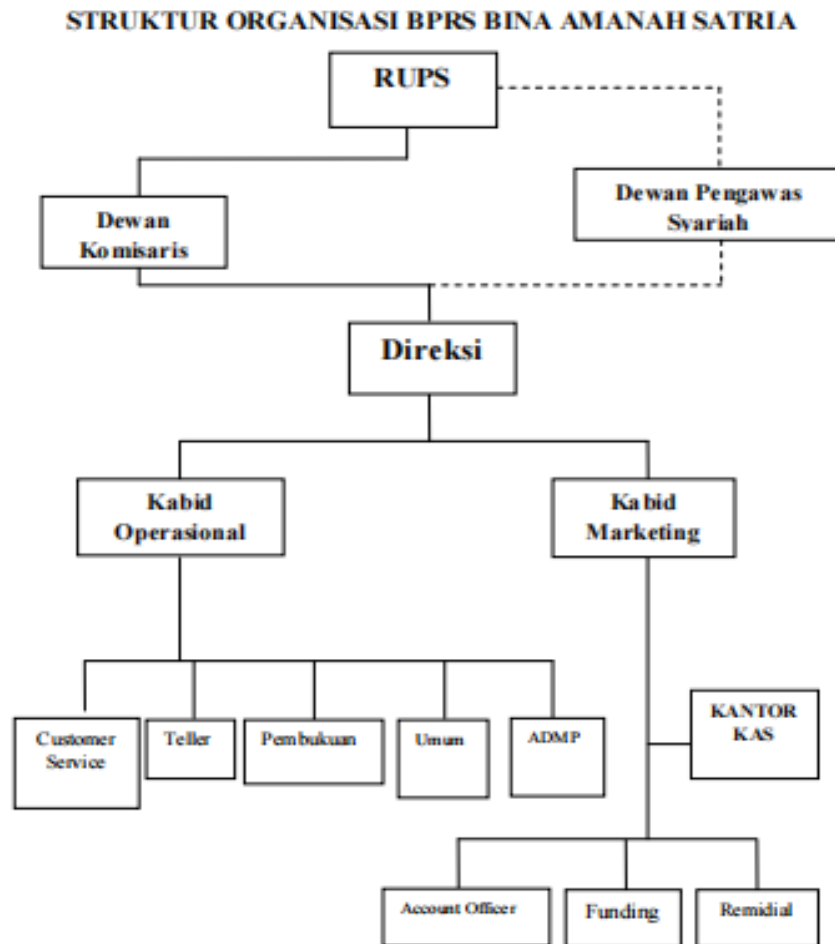 STRUKTUR ORGANISASI BPRS BINA AMANAH SATRIA
RUPS
Dewan
Komisaris
Dewan Pengawas
Syariah
Direksi
Kabid
Operasional
Kabid
Marketing
Customer
Service
Teller
Pembukuan
Umum
ADMP
KANTOR
KAS
Account Officer
Funding
Remidial